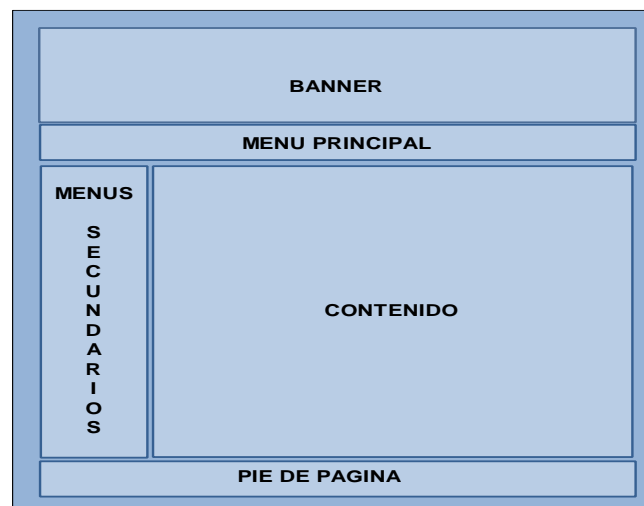 BANNER
MENU PRINCIPAL
MENUS
S
E
C
U
N
D
A
R
I
O
S
CONTENIDO
PIE DE PAGINA